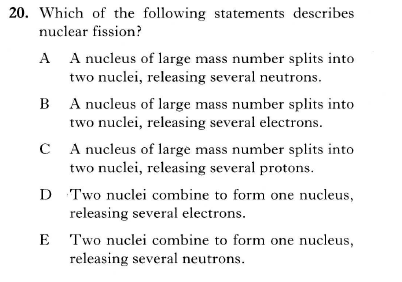 20. Which of the following statements describes
nuclear fission?
A A nucleus of large mass number splits into
two nuclei, releasing several neutrons.
B A nucleus of large mass number splits into
two nuclei, releasing several electrons.
C A nucleus of large mass number splits into
two nuclei, releasing several protons.
D Two nuclei combine to form one nucleus,
releasing several electrons.
E Two nuclei combine to form one nucleus,
releasing several neutrons.